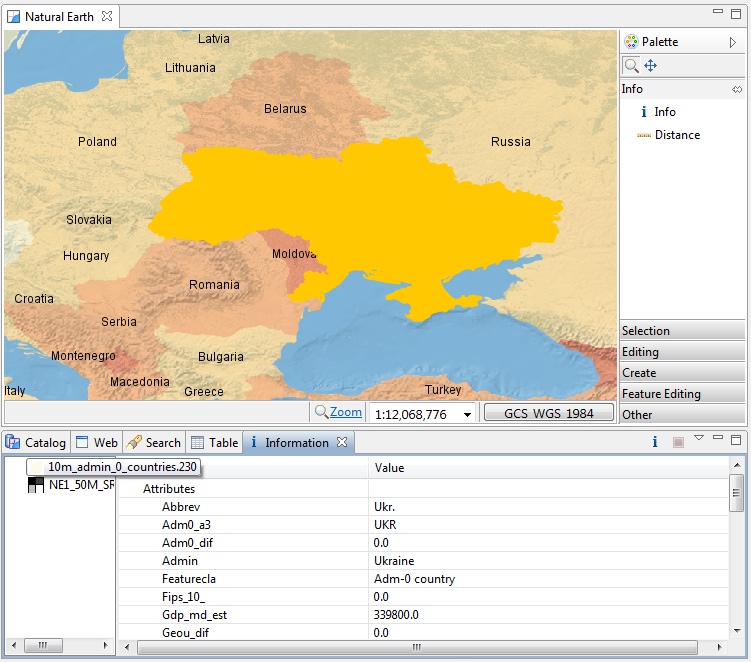 Natural Earth
Latvia
Lithuania
Belarus
Poland
Russia
Slovakia
Hungary
Moldova
Romania
Croatia
Serbia
Montenegro
Bulgaria
Macedonia
Italy
Greece
Turkey
Zoom 1:12,068,776 GCS_WGS_1984
Palette
Info
Info
Distance
Selection
Editing
Create
Feature Editing
Other
Catalog Web Search Table Information
10m_admin_0_countries.230
NE1_50M_SR
Value
Attributes
Abbrev Ukr.
Adm0_a3 UKR
Adm0_dif 0.0
Admin Ukraine
Featurecla Adm-0 country
Fips_10_ 0.0
Gdp_md_est 339800.0
Geou_dif 0.0